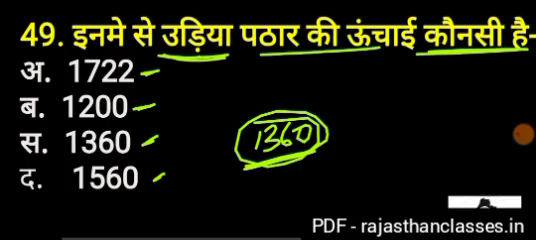 49. इनमे से उड़िया पठार की ऊंचाई कौनसी है-
अ. 1722
ब. 1200
स. 1360
1360
द. 1560
PDF - rajasthanclasses.in